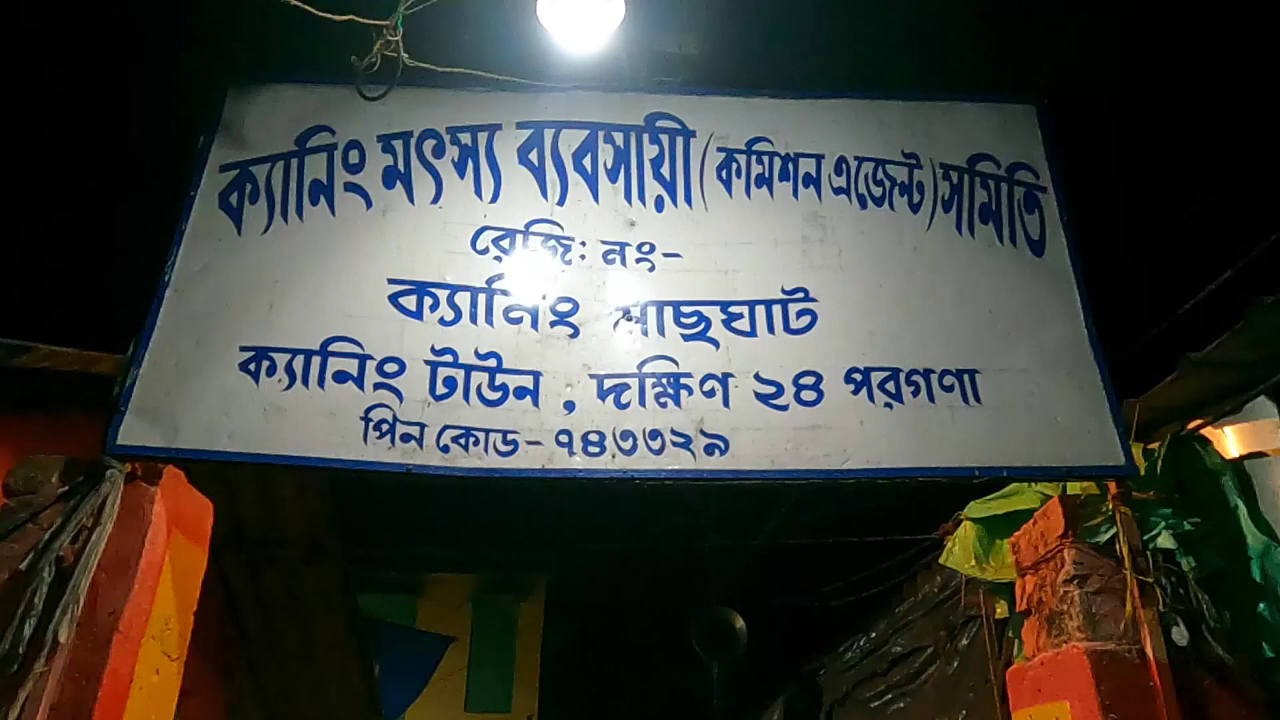 ক্যানিং মৎস্য ব্যবসায়ী (কমিশন এজেন্ট) সমিতি
রেজি: নং-
ক্যানিং মাছঘাট
ক্যানিং টাউন, দক্ষিণ ২৪ পরগণা
পিন কোড-৭৪৩৩২৯